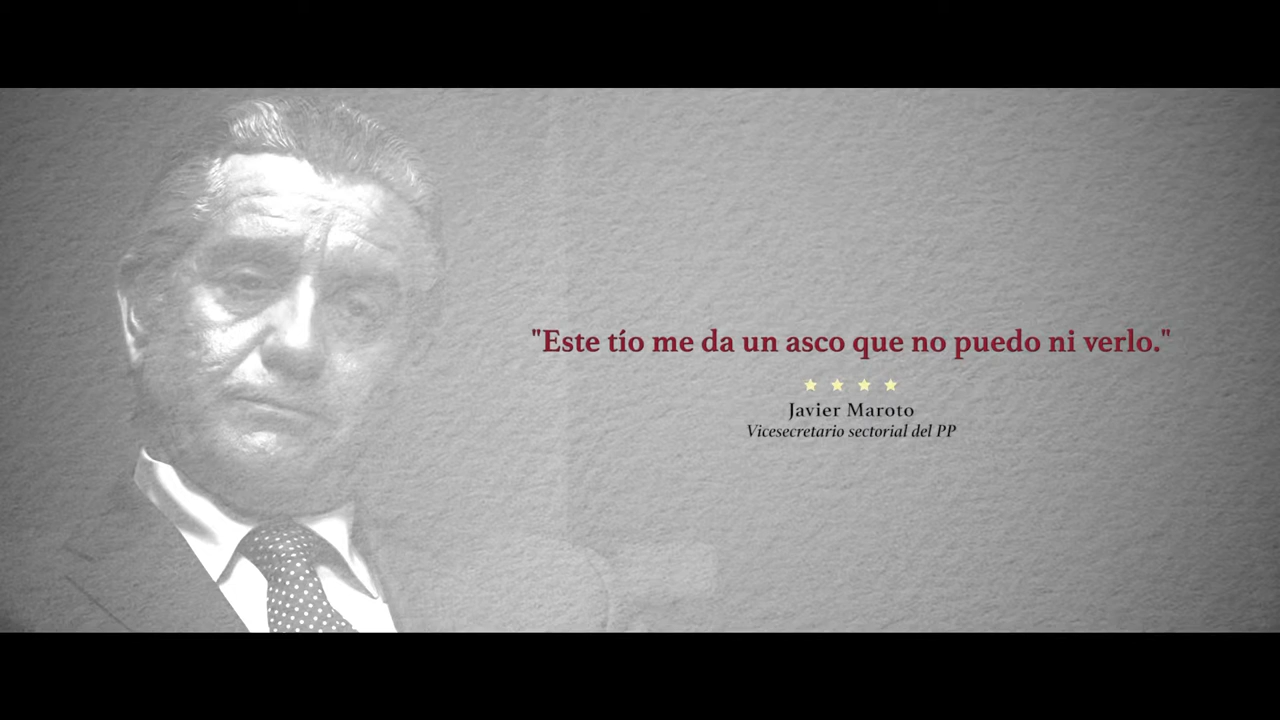 "Este tío me da un asco que no puedo ni verlo."
Javier Maroto
Vicesecretario sectorial del PP